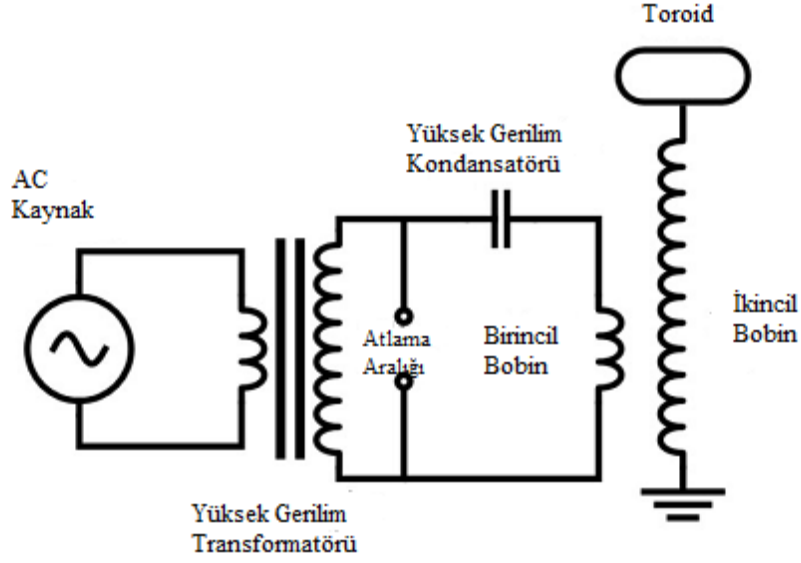 Toroid
Yüksek Gerilim
Kondansatörü
AC
Kaynak
Atlama
Aralığı
Birincil
Bobin
İkincil
Bobin
Yüksek Gerilim
Transformatörü